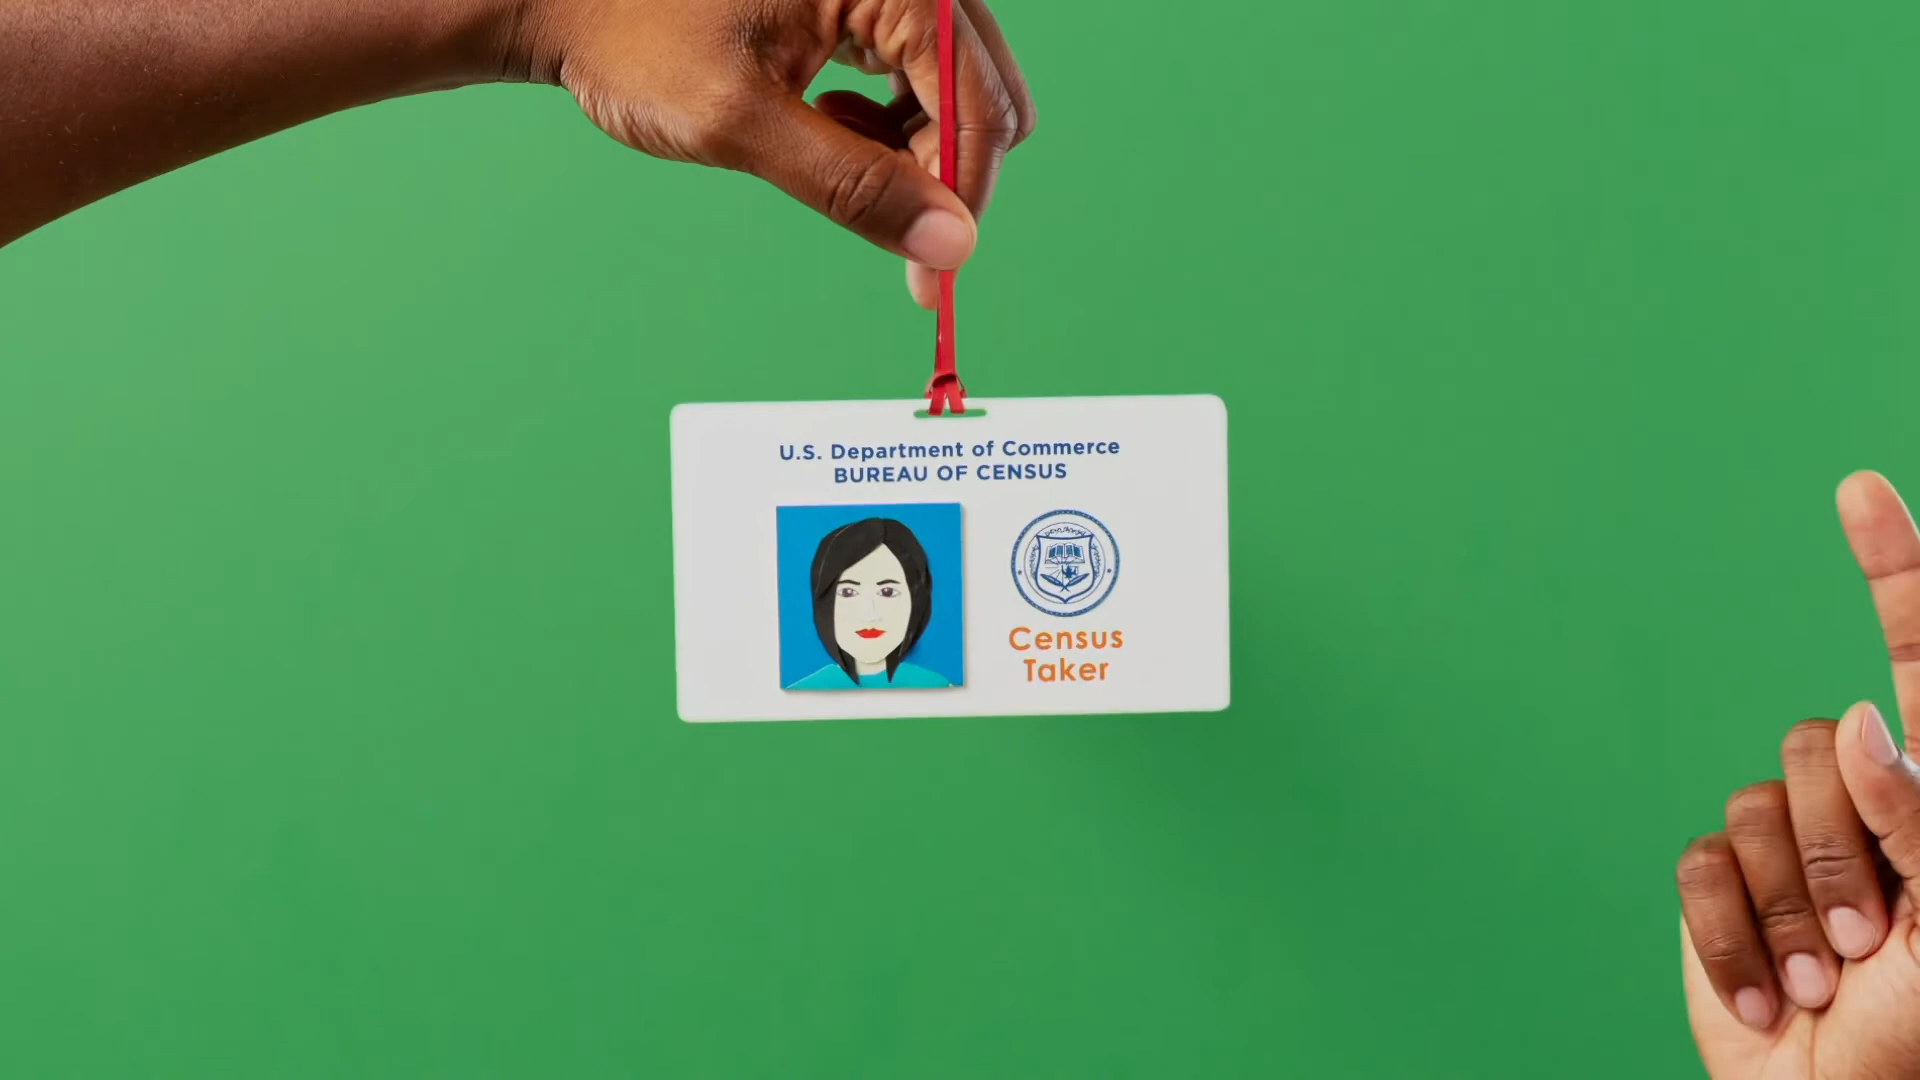 U.S. Department of Commerce
BUREAU OF CENSUS
Census
Taker